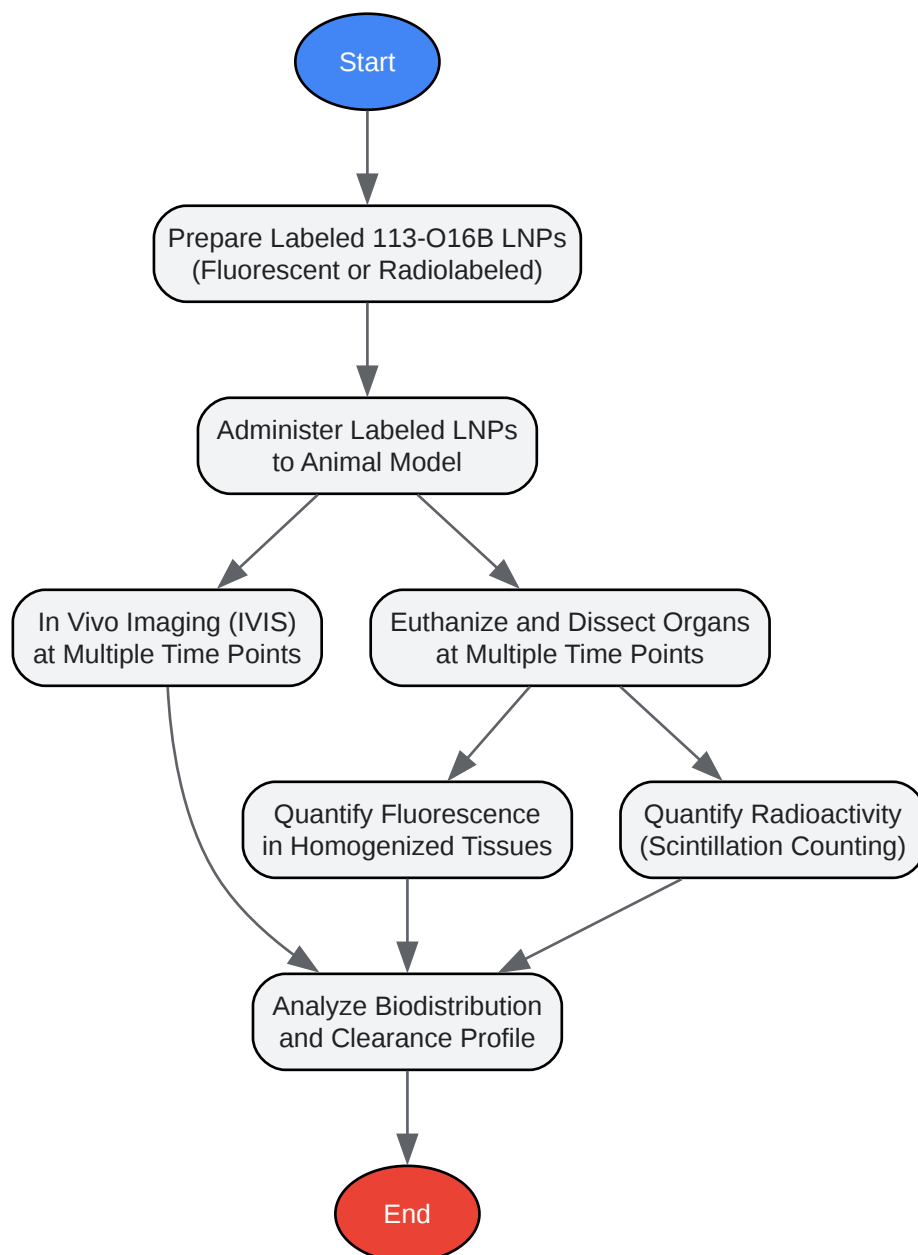 Start
Prepare Labeled 113-O16B LNPs
(Fluorescent or Radiolabeled)
Administer Labeled LNPs
to Animal Model
In Vivo Imaging (IVIS)
at Multiple Time Points
Euthanize and Dissect Organs
at Multiple Time Points
Quantify Fluorescence
in Homogenized Tissues
Quantify Radioactivity
(Scintillation Counting)
Analyze Biodistribution
and Clearance Profile
End